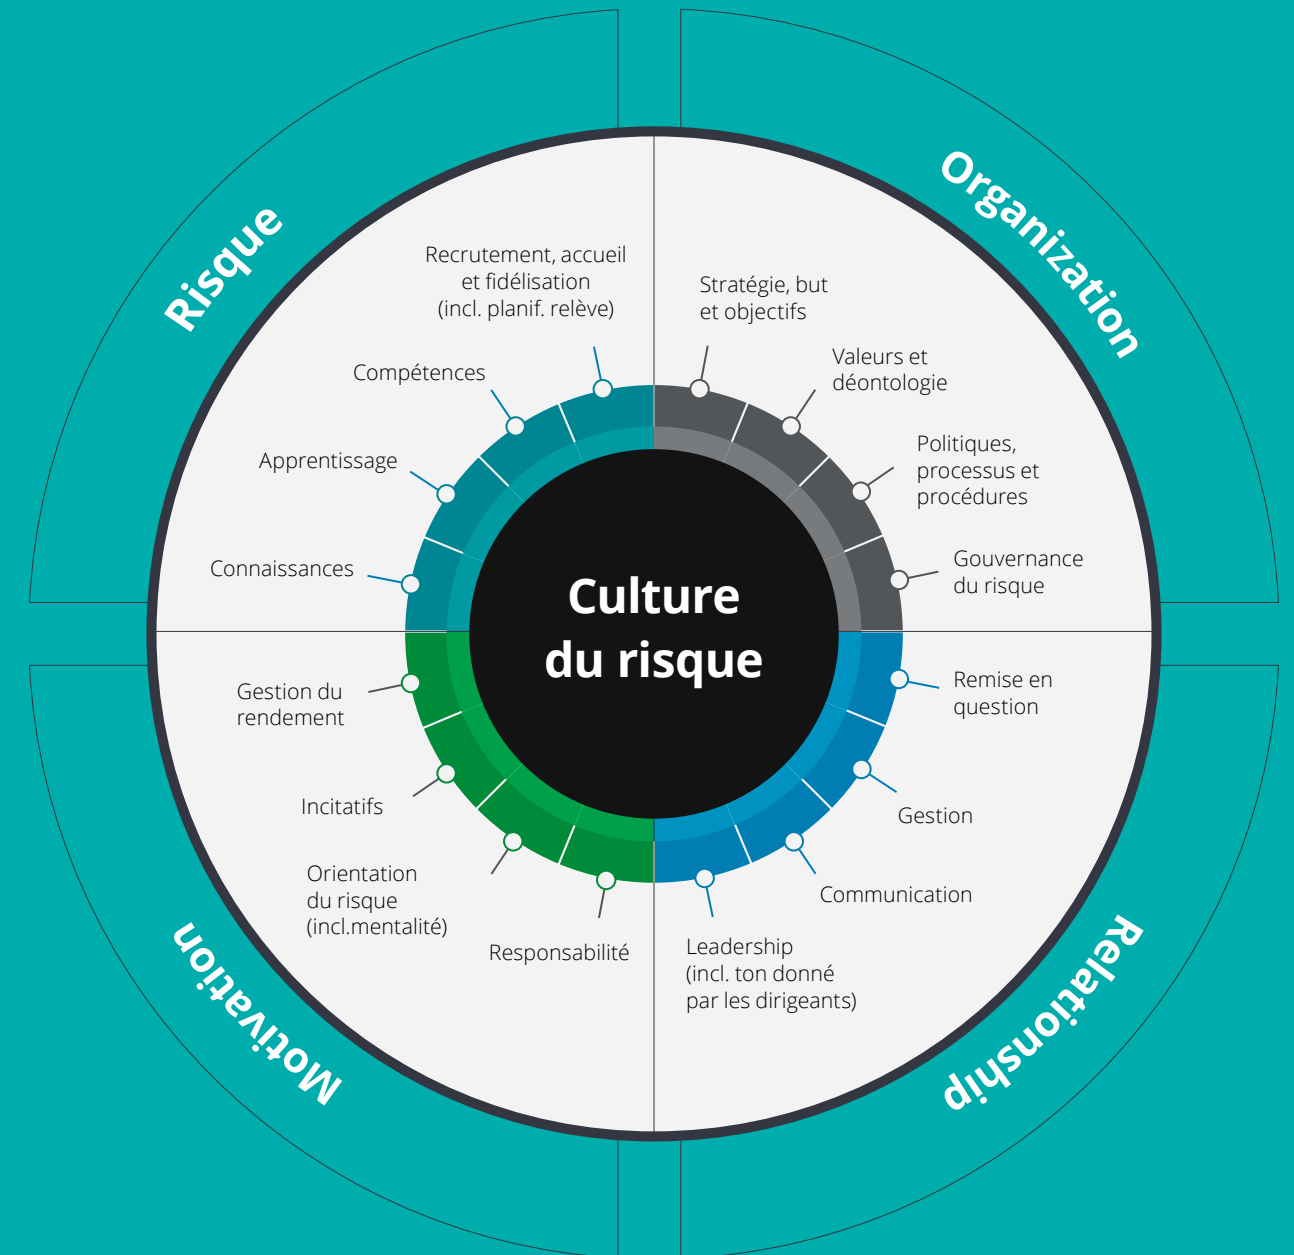 Risque
Organization
Recrutement, accueil
et fidélisation
(incl. planif. relève)
Compétences
Apprentissage
Connaissances
Stratégie, but
et objectifs
Valeurs et
déontologie
Politiques,
processus et
procédures
Gouvernance
du risque
Culture
du risque
Gestion du
rendement
Incitatifs
Orientation
du risque
(incl.mentalité)
Responsabilité
Remise en
question
Gestion
Communication
Leadership
(incl. ton donné
par les dirigeants)
Motivation
Relationship